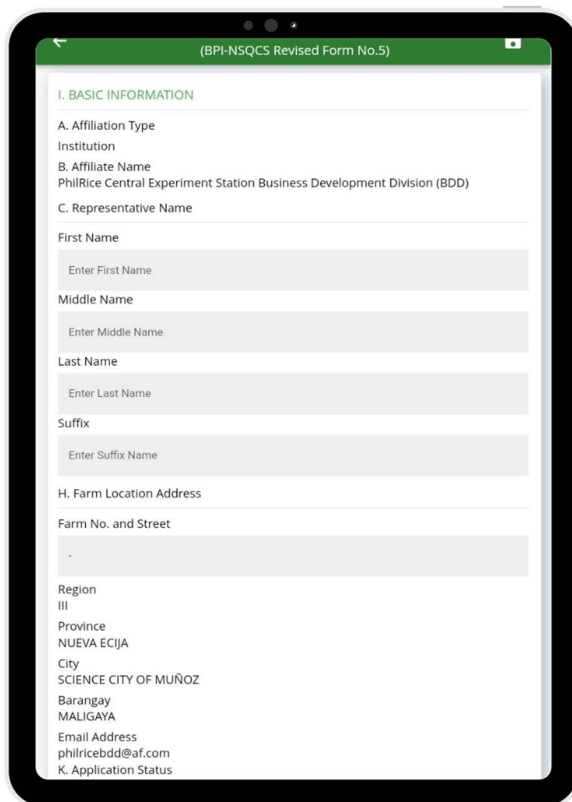 (BPI-NSQCS Revised Form No.5)
I. BASIC INFORMATION
A. Affiliation Type
Institution
B. Affiliate Name
PhilRice Central Experiment Station Business Development Division (BDD)
C. Representative Name
First Name
Enter First Name
Middle Name
Enter Middle Name
Last Name
Enter Last Name
Suffix
Enter Suffix Name
H. Farm Location Address
Farm No. and Street
-
Region
III
Province
NUEVA ECIJA
City
SCIENCE CITY OF MUÑOZ
Barangay
MALIGAYA
Email Address
philricebdd@af.com
K. Application Status